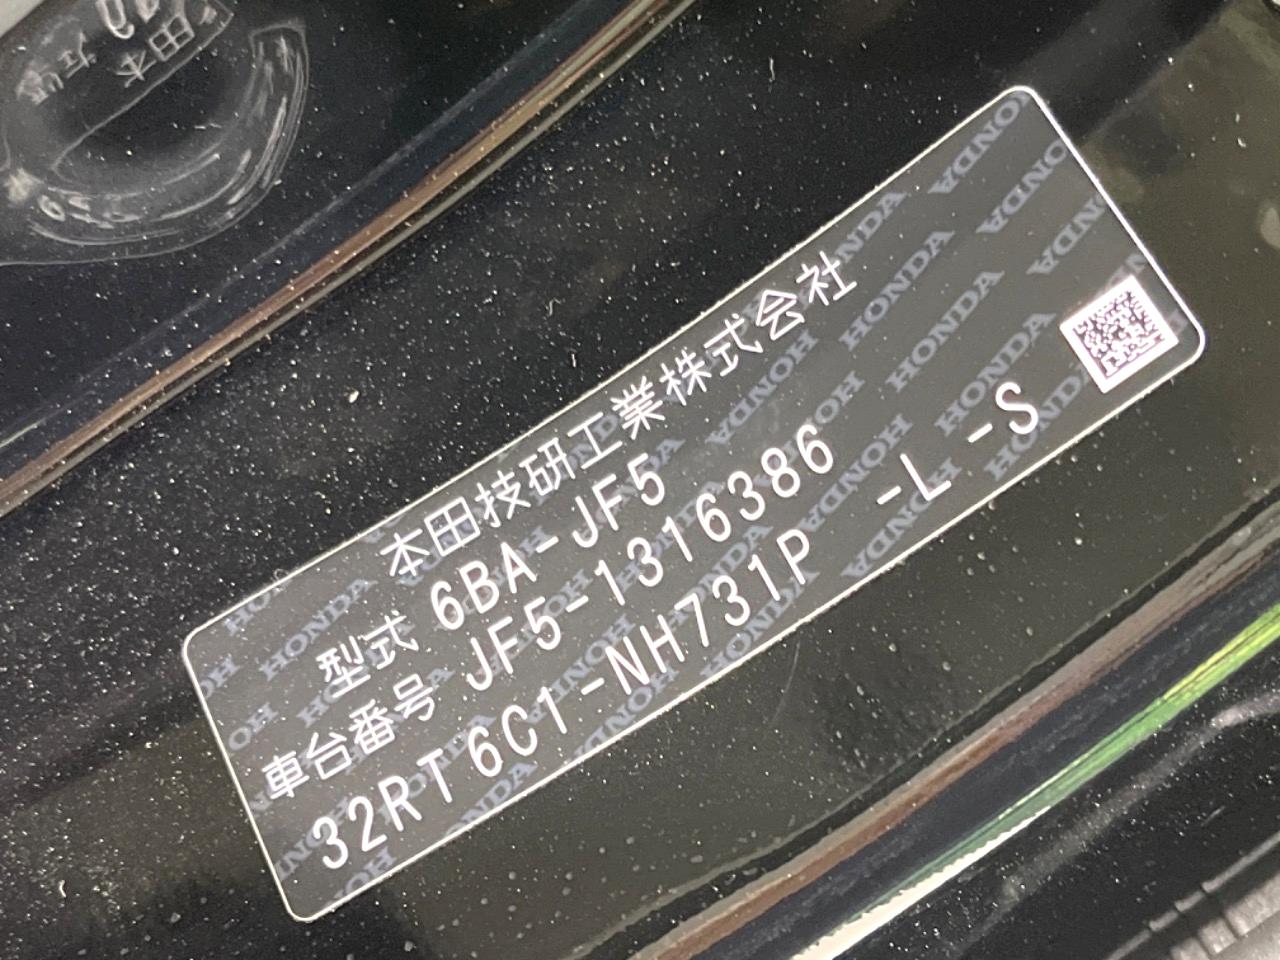 本田技研工業株式会社
型式 6BA-JF5
車台番号 JF5-1316386
32RT6C1-NH731P -L -S